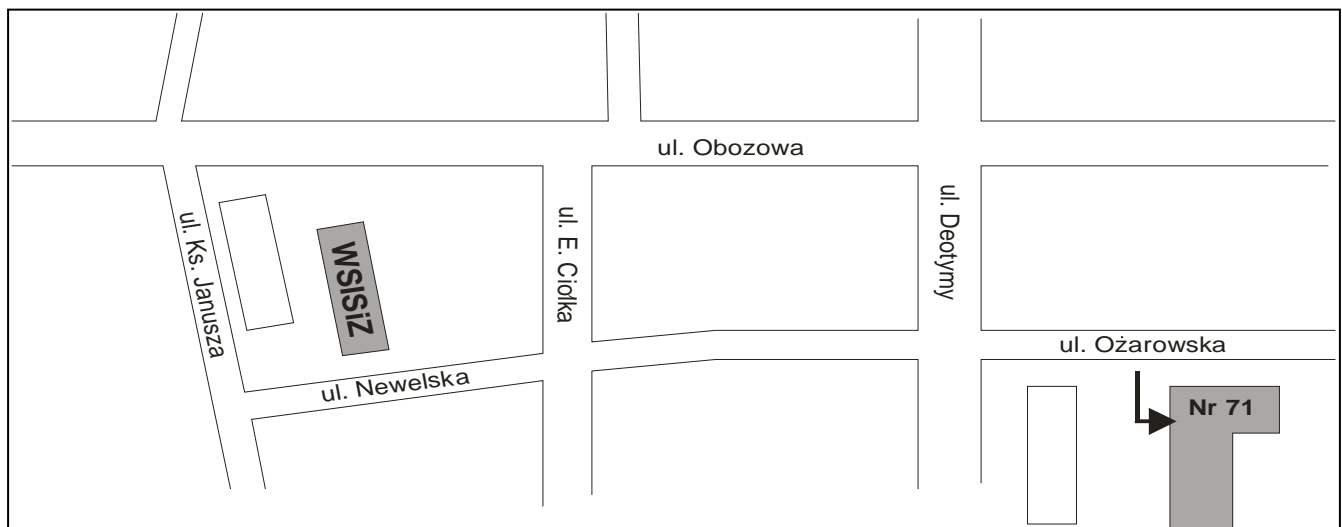 ul. Obozowa
ul. Ks. Janusza
WSISiZ
ul. E. Ciołka
ul. Deotymy
ul. Newelska
ul. Ożarowska
Nr 71